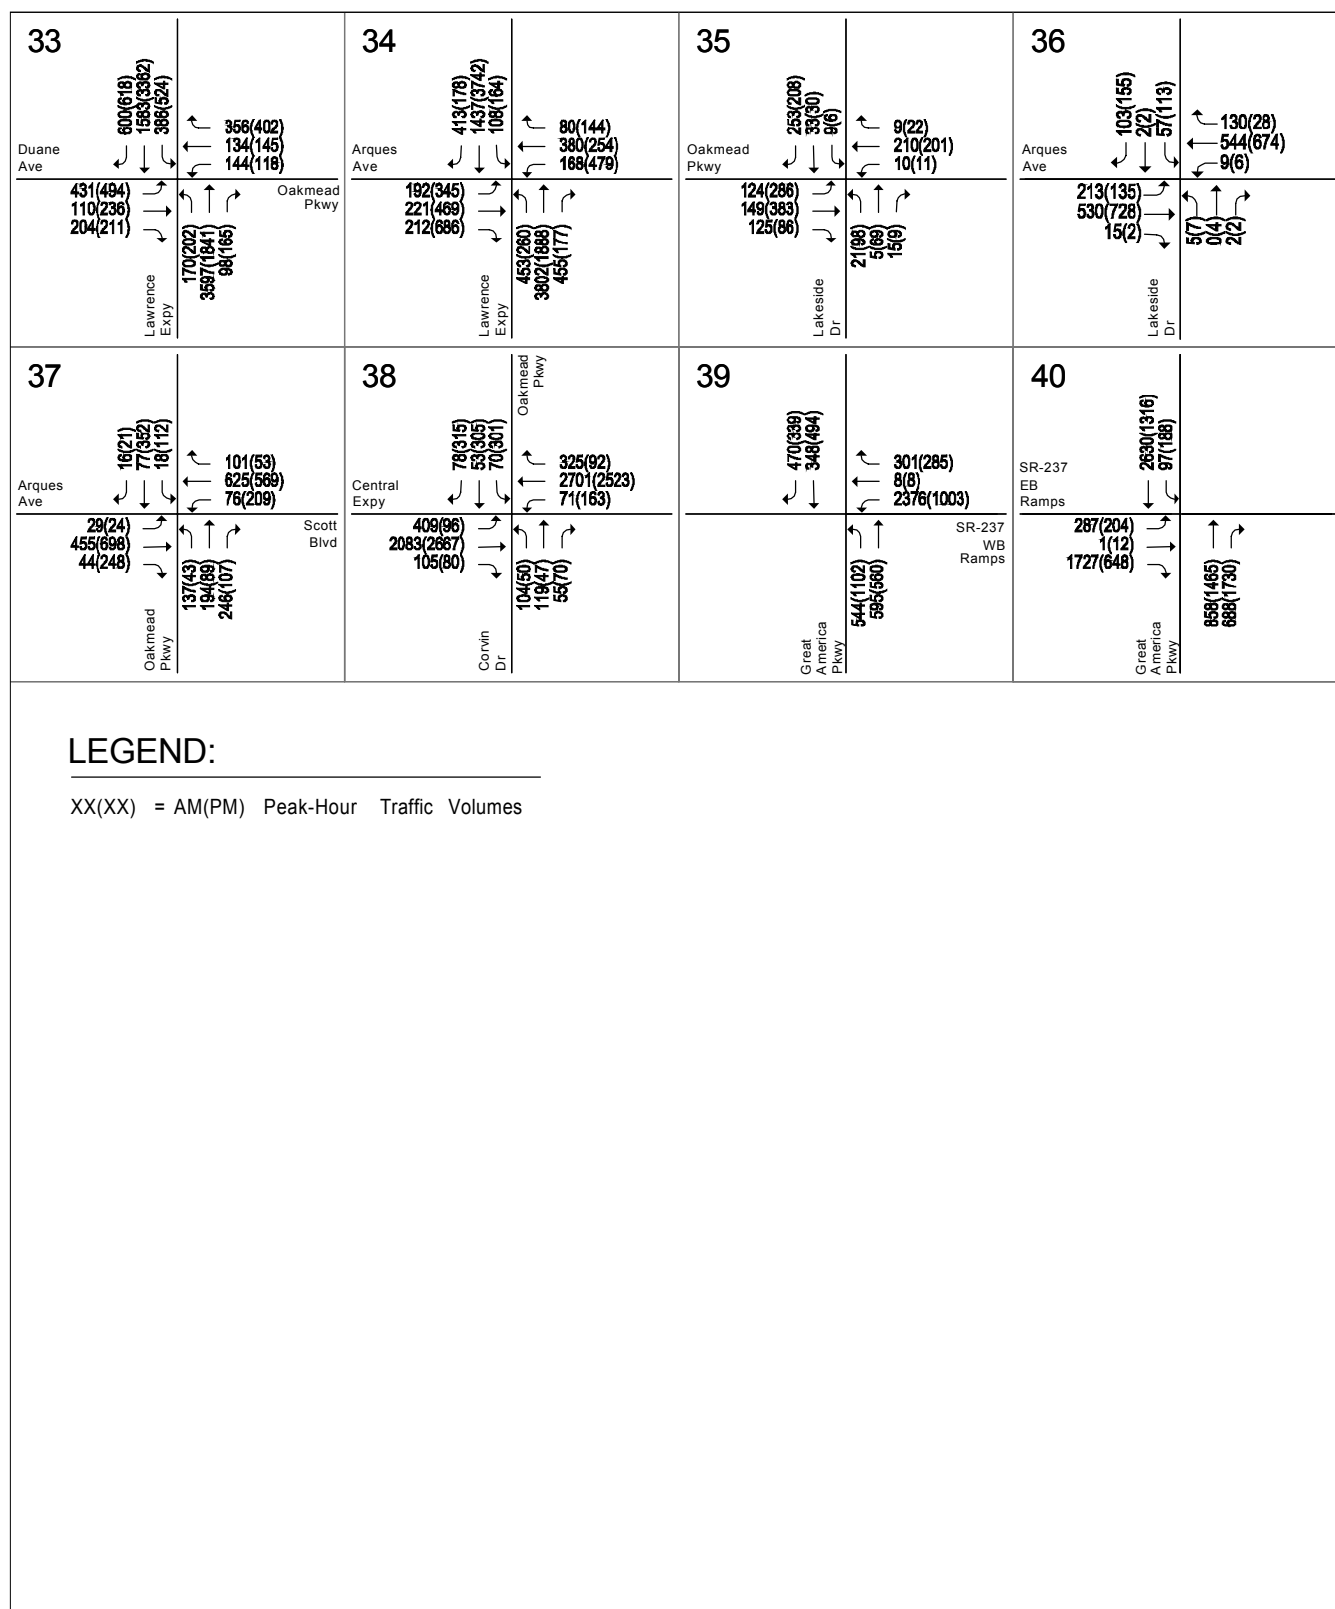 33
600(618)
1583(3362)
386(524)
356(402)
134(145)
144(118)
Duane
Ave
431(494)
110(236)
204(211)
Oakmead
Pkwy
170(202)
3597(1841)
98(165)
Lawrence
Expy
34
413(178)
1437(3742)
108(164)
80(144)
380(254)
168(479)
Arques
Ave
192(345)
221(469)
212(686)
453(260)
3802(1888)
455(177)
Lawrence
Expy
35
253(208)
33(30)
9(6)
9(22)
210(201)
10(11)
Oakmead
Pkwy
124(286)
149(383)
125(86)
21(98)
5(69)
15(9)
Lakeside
Dr
36
103(155)
2(2)
57(113)
130(28)
544(674)
9(6)
Arques
Ave
213(135)
530(728)
15(2)
5(7)
0(4)
2(2)
Lakeside
Dr
37
16(21)
77(352)
18(112)
101(53)
625(569)
76(209)
Arques
Ave
29(24)
455(698)
44(248)
Scott
Blvd
137(43)
194(89)
246(107)
Oakmead
Pkwy
38
Oakmead
Pkwy
78(315)
53(305)
70(301)
325(92)
2701(2523)
71(163)
Central
Expy
409(96)
2083(2667)
105(80)
104(50)
119(47)
55(70)
Corvin
Dr
39
470(339)
348(494)
301(285)
8(8)
2376(1003)
SR-237
WB
Ramps
544(1102)
595(560)
Great
America
Pkwy
40
2630(1316)
97(188)
SR-237
EB
Ramps
287(204)
1(12)
1727(648)
858(1465)
688(1730)
Great
America
Pkwy
LEGEND:
XX(XX) = AM(PM) Peak-Hour Traffic Volumes